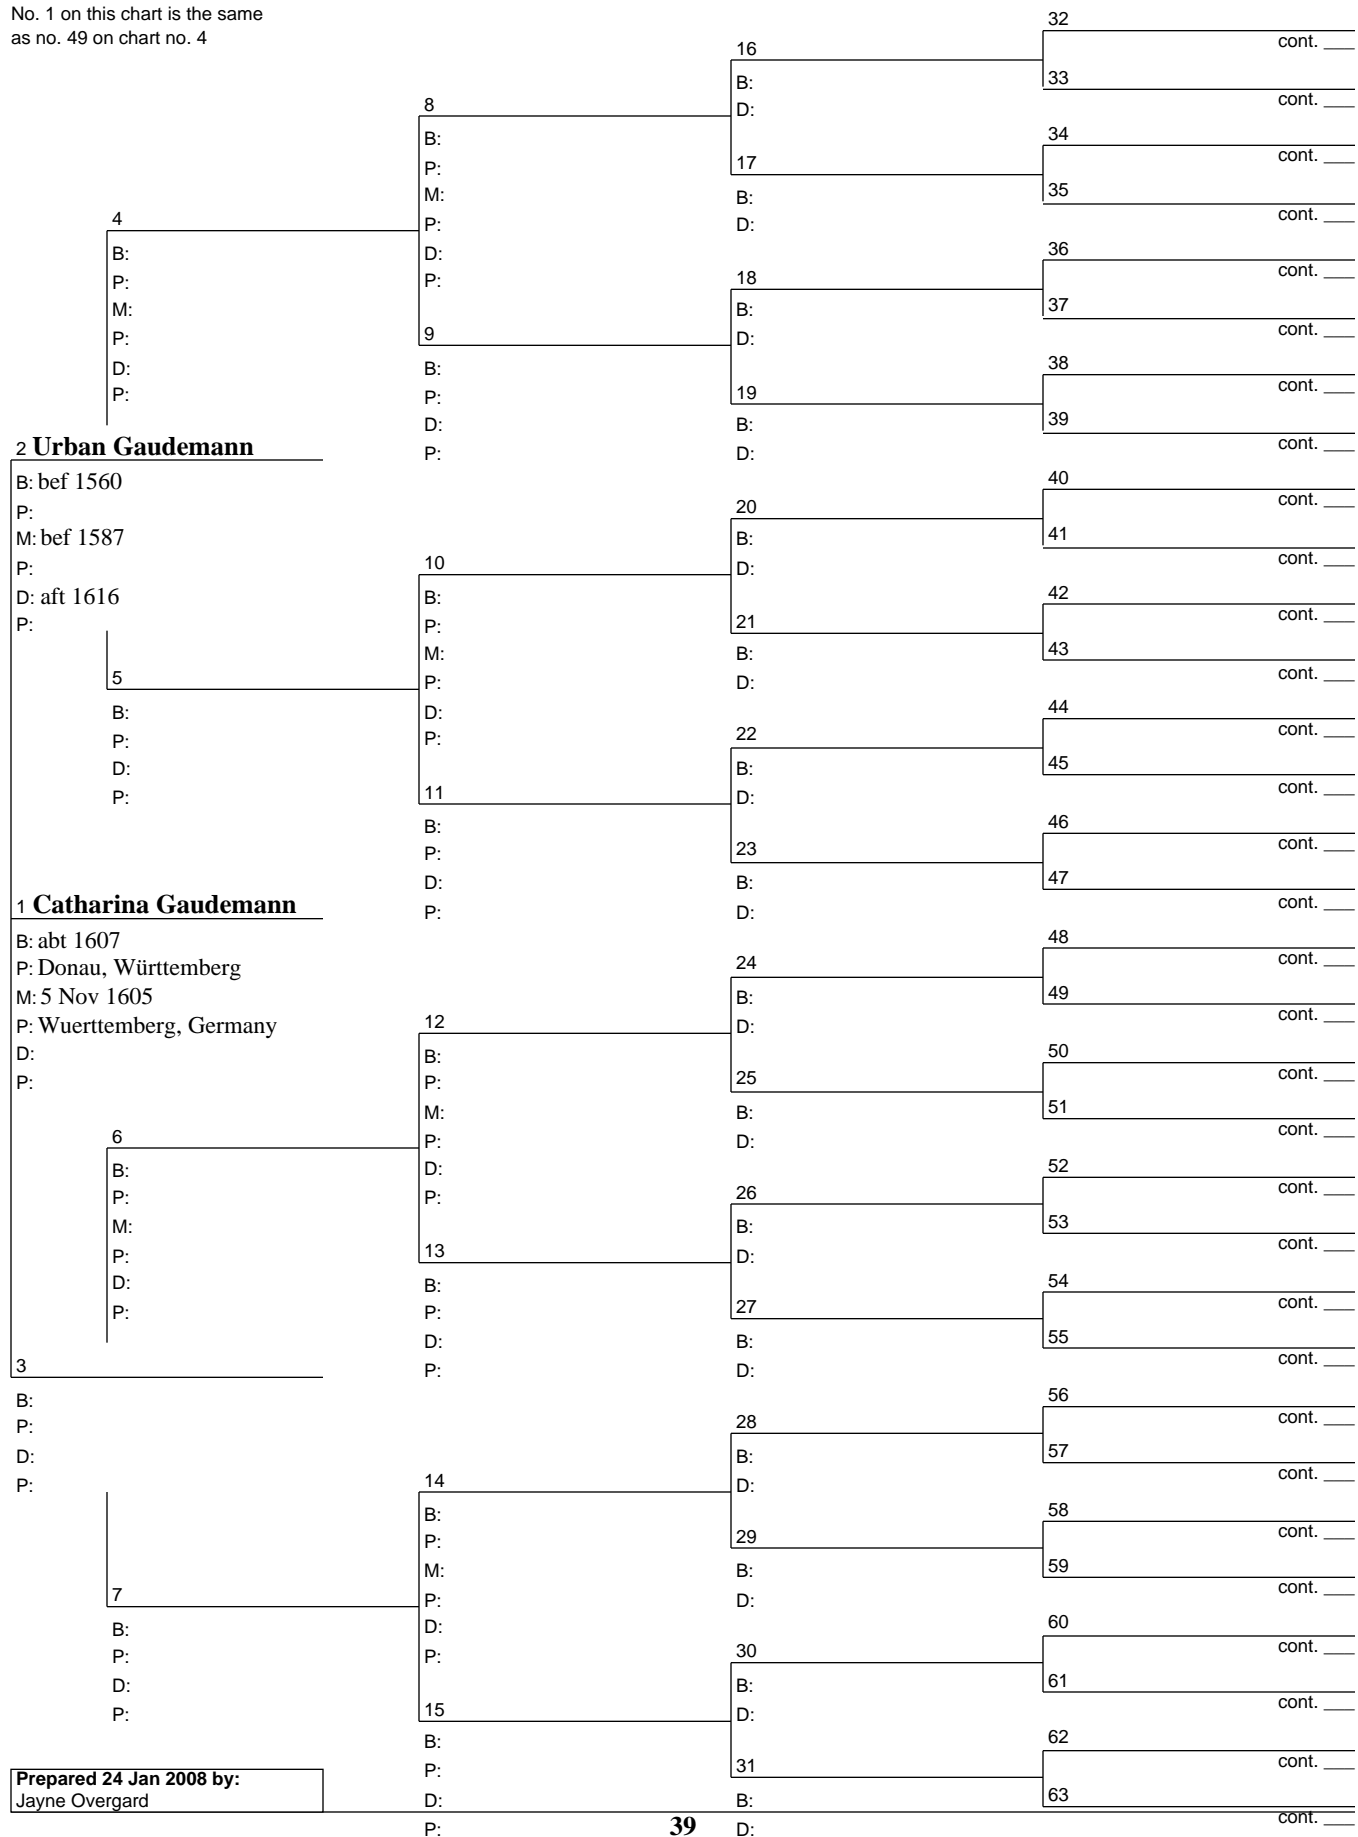 No. 1 on this chart is the same
as no. 49 on chart no. 4
2 Urban Gaudemann
B: bef 1560
P:
M: bef 1587
P:
D: aft 1616
P:
1 Catharina Gaudemann
B: abt 1607
P: Donau, Württemberg
M: 5 Nov 1605
P: Wuerttemberg, Germany
D:
P:
3
B:
P:
D:
P:
4
B:
P:
M:
P:
D:
P:
5
B:
P:
D:
P:
6
B:
P:
M:
P:
D:
P:
7
B:
P:
D:
P:
8
B:
P:
M:
P:
D:
P:
9
B:
P:
D:
P:
10
B:
P:
M:
P:
D:
P:
11
B:
P:
D:
P:
12
B:
P:
M:
P:
D:
P:
13
B:
P:
D:
P:
14
B:
P:
M:
P:
D:
P:
15
B:
P:
D:
P:
16
B:
D:
17
B:
D:
18
B:
D:
19
B:
D:
20
B:
D:
21
B:
D:
22
B:
D:
23
B:
D:
24
B:
D:
25
B:
D:
26
B:
D:
27
B:
D:
28
B:
D:
29
B:
D:
30
B:
D:
31
B:
D:
32
cont. ___
33
cont. ___
34
cont. ___
35
cont. ___
36
cont. ___
37
cont. ___
38
cont. ___
39
cont. ___
40
cont. ___
41
cont. ___
42
cont. ___
43
cont. ___
44
cont. ___
45
cont. ___
46
cont. ___
47
cont. ___
48
cont. ___
49
cont. ___
50
cont. ___
51
cont. ___
52
cont. ___
53
cont. ___
54
cont. ___
55
cont. ___
56
cont. ___
57
cont. ___
58
cont. ___
59
cont. ___
60
cont. ___
61
cont. ___
62
cont. ___
63
cont. ___
Prepared 24 Jan 2008 by:
Jayne Overgard
39